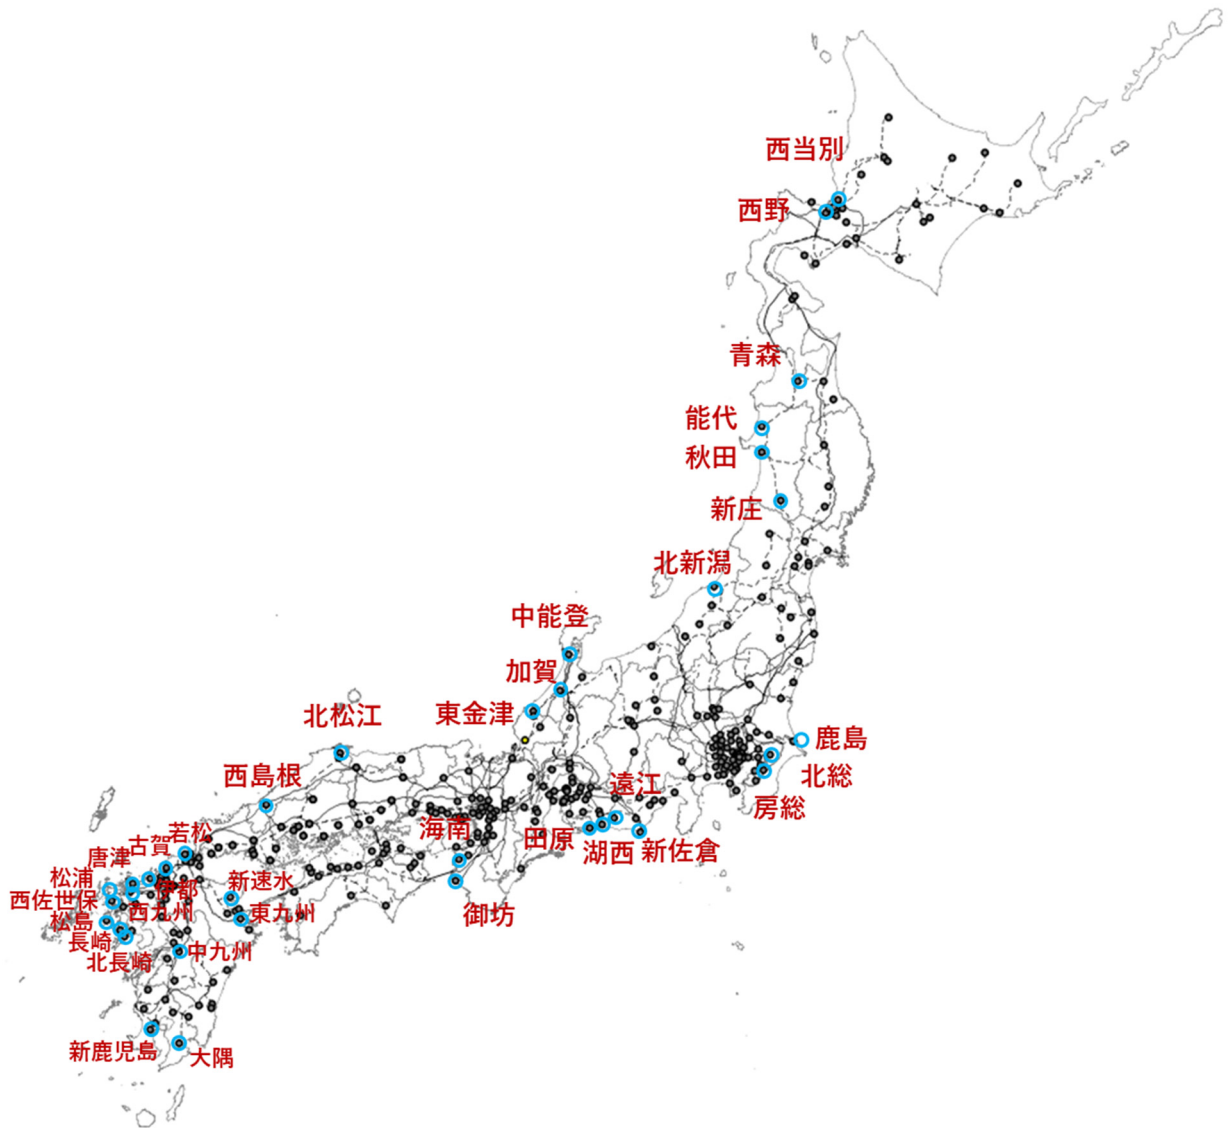 西当別
西野
青森
能代
秋田
新庄
北新潟
中能登
加賀
東金津
北松江
鹿島
西島根
北総
遠江
房総
海南
若松
田原
湖西
新佐倉
古賀
唐津
松浦
伊都
新速水
西佐世保
西九州
東九州
御坊
松島
長崎
中九州
北長崎
新鹿児島
大隅